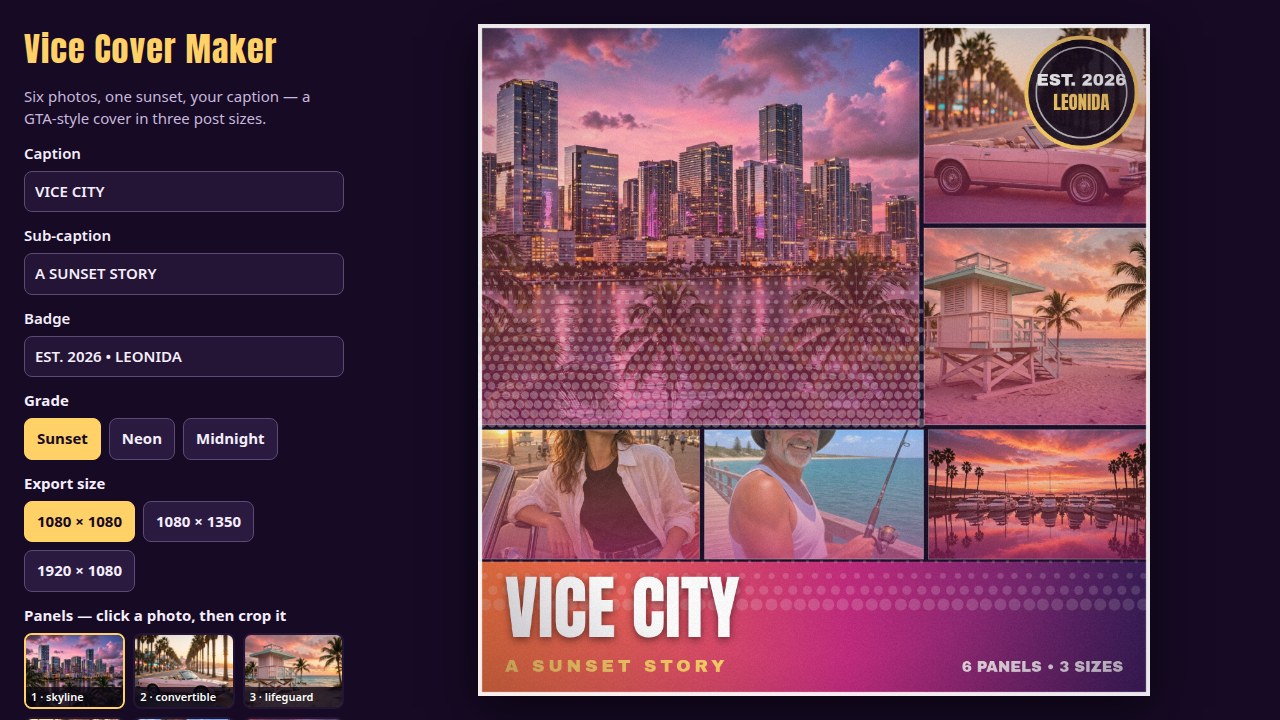 Vice Cover Maker
Six photos, one sunset, your caption — a
GTA-style cover in three post sizes.
Caption
VICE CITY
Sub-caption
A SUNSET STORY
Badge
EST. 2026 • LEONIDA
Grade
Sunset
Neon
Midnight
Export size
1080 × 1080
1080 × 1350
1920 × 1080
Panels — click a photo, then crop it
1 · skyline
2 · convertible
3 · lifeguard
EST. 2026
LEONIDA
VICE CITY
A SUNSET STORY
6 PANELS • 3 SIZES